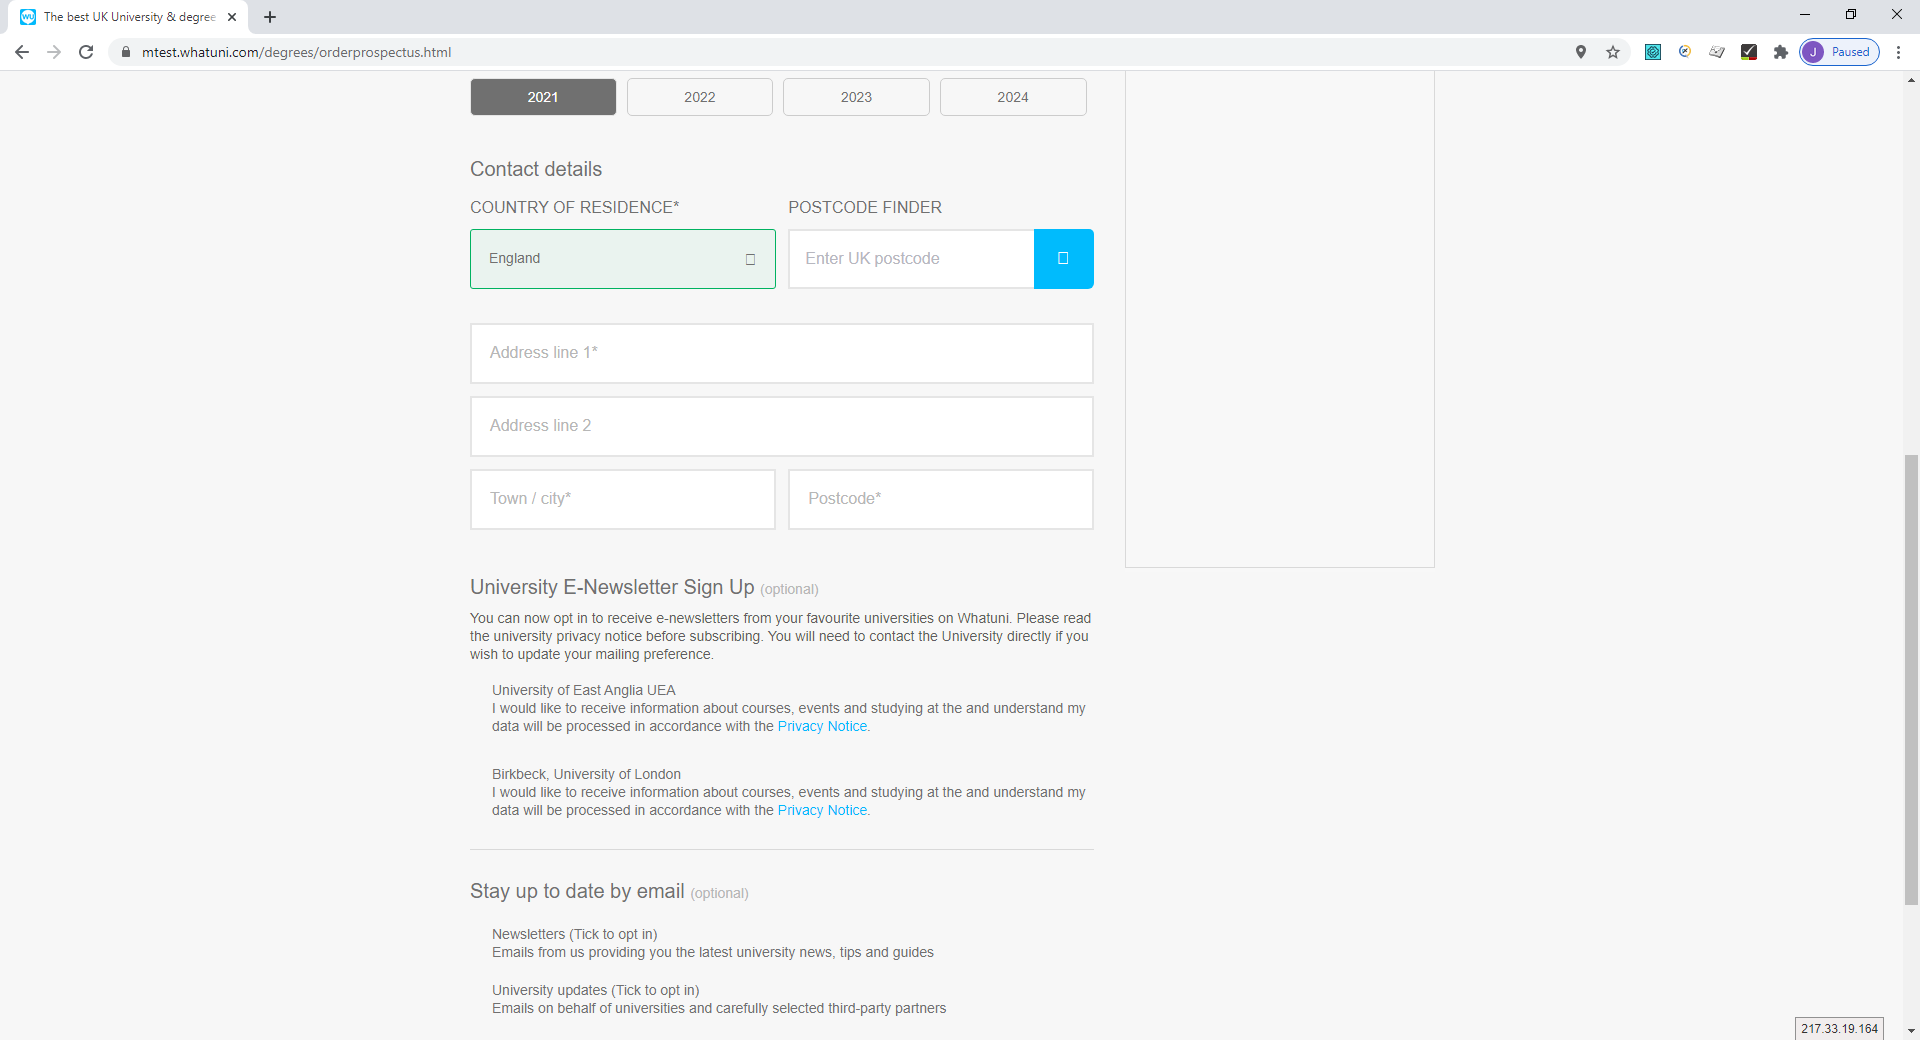 The best UK University & degree
mtest.whatuni.com/degrees/orderprospectus.html
J Paused
2021 2022 2023 2024
Contact details
COUNTRY OF RESIDENCE* POSTCODE FINDER
England Enter UK postcode
Address line 1*
Address line 2
Town / city* Postcode*
University E-Newsletter Sign Up (optional)
You can now opt in to receive e-newsletters from your favourite universities on Whatuni. Please read
the university privacy notice before subscribing. You will need to contact the University directly if you
wish to update your mailing preference.
University of East Anglia UEA
I would like to receive information about courses, events and studying at the and understand my
data will be processed in accordance with the Privacy Notice.
Birkbeck, University of London
I would like to receive information about courses, events and studying at the and understand my
data will be processed in accordance with the Privacy Notice.
Stay up to date by email (optional)
Newsletters (Tick to opt in)
Emails from us providing you the latest university news, tips and guides
University updates (Tick to opt in)
Emails on behalf of universities and carefully selected third-party partners
217.33.19.164